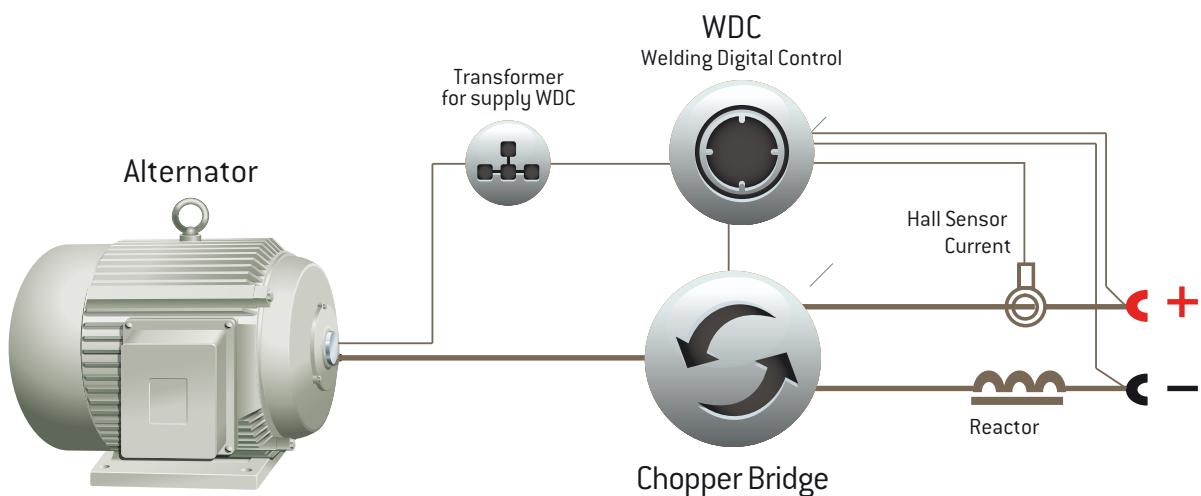 WDC
Welding Digital Control
Transformer
for supply WDC
Alternator
Hall Sensor
Current
+
−
Reactor
Chopper Bridge